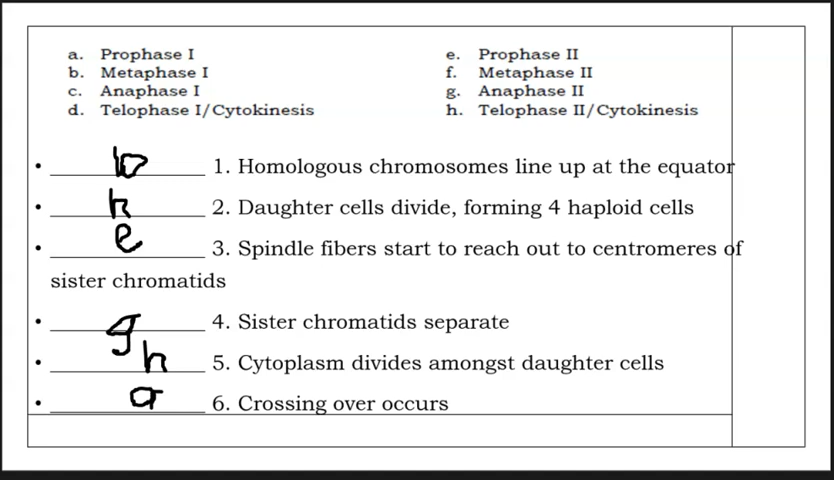 a. Prophase I
b. Metaphase I
c. Anaphase I
d. Telophase I/Cytokinesis
e. Prophase II
f. Metaphase II
g. Anaphase II
h. Telophase II/Cytokinesis
• b 1. Homologous chromosomes line up at the equator
• h 2. Daughter cells divide, forming 4 haploid cells
• e 3. Spindle fibers start to reach out to centromeres of
sister chromatids
• g 4. Sister chromatids separate
• h 5. Cytoplasm divides amongst daughter cells
• a 6. Crossing over occurs